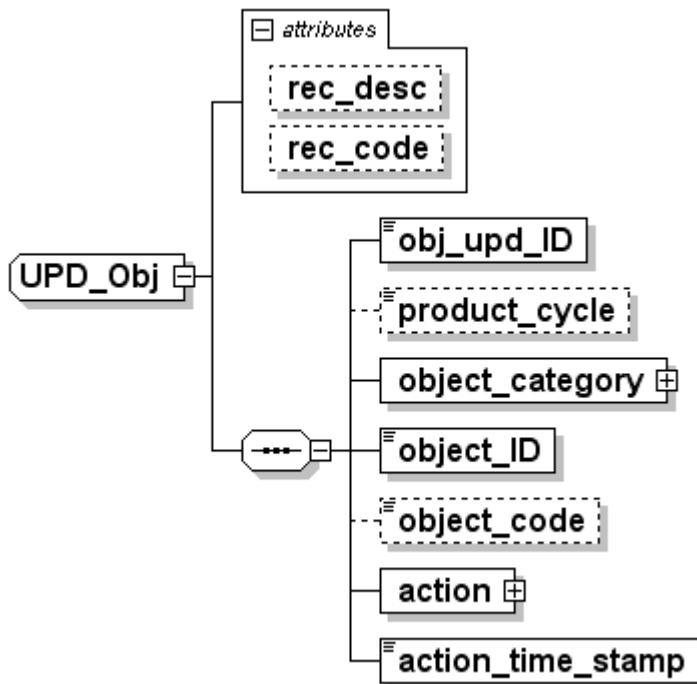 attributes
rec_desc
rec_code
UPD_Obj
obj_upd_ID
product_cycle
object_category
object_ID
object_code
action
action_time_stamp